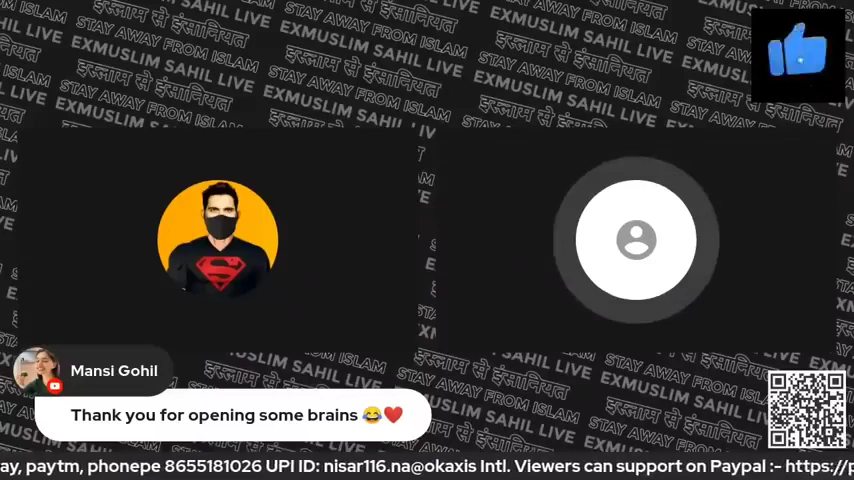 STAY AWAY FROM ISLAM
इस्लाम से इंसानियत
EXMUSLIM SAHIL LIVE
Mansi Gohil
Thank you for opening some brains 😂❤️
ay, paytm, phonepe 8655181026 UPI ID: nisar116.na@okaxis Intl. Viewers can support on Paypal :- https://p